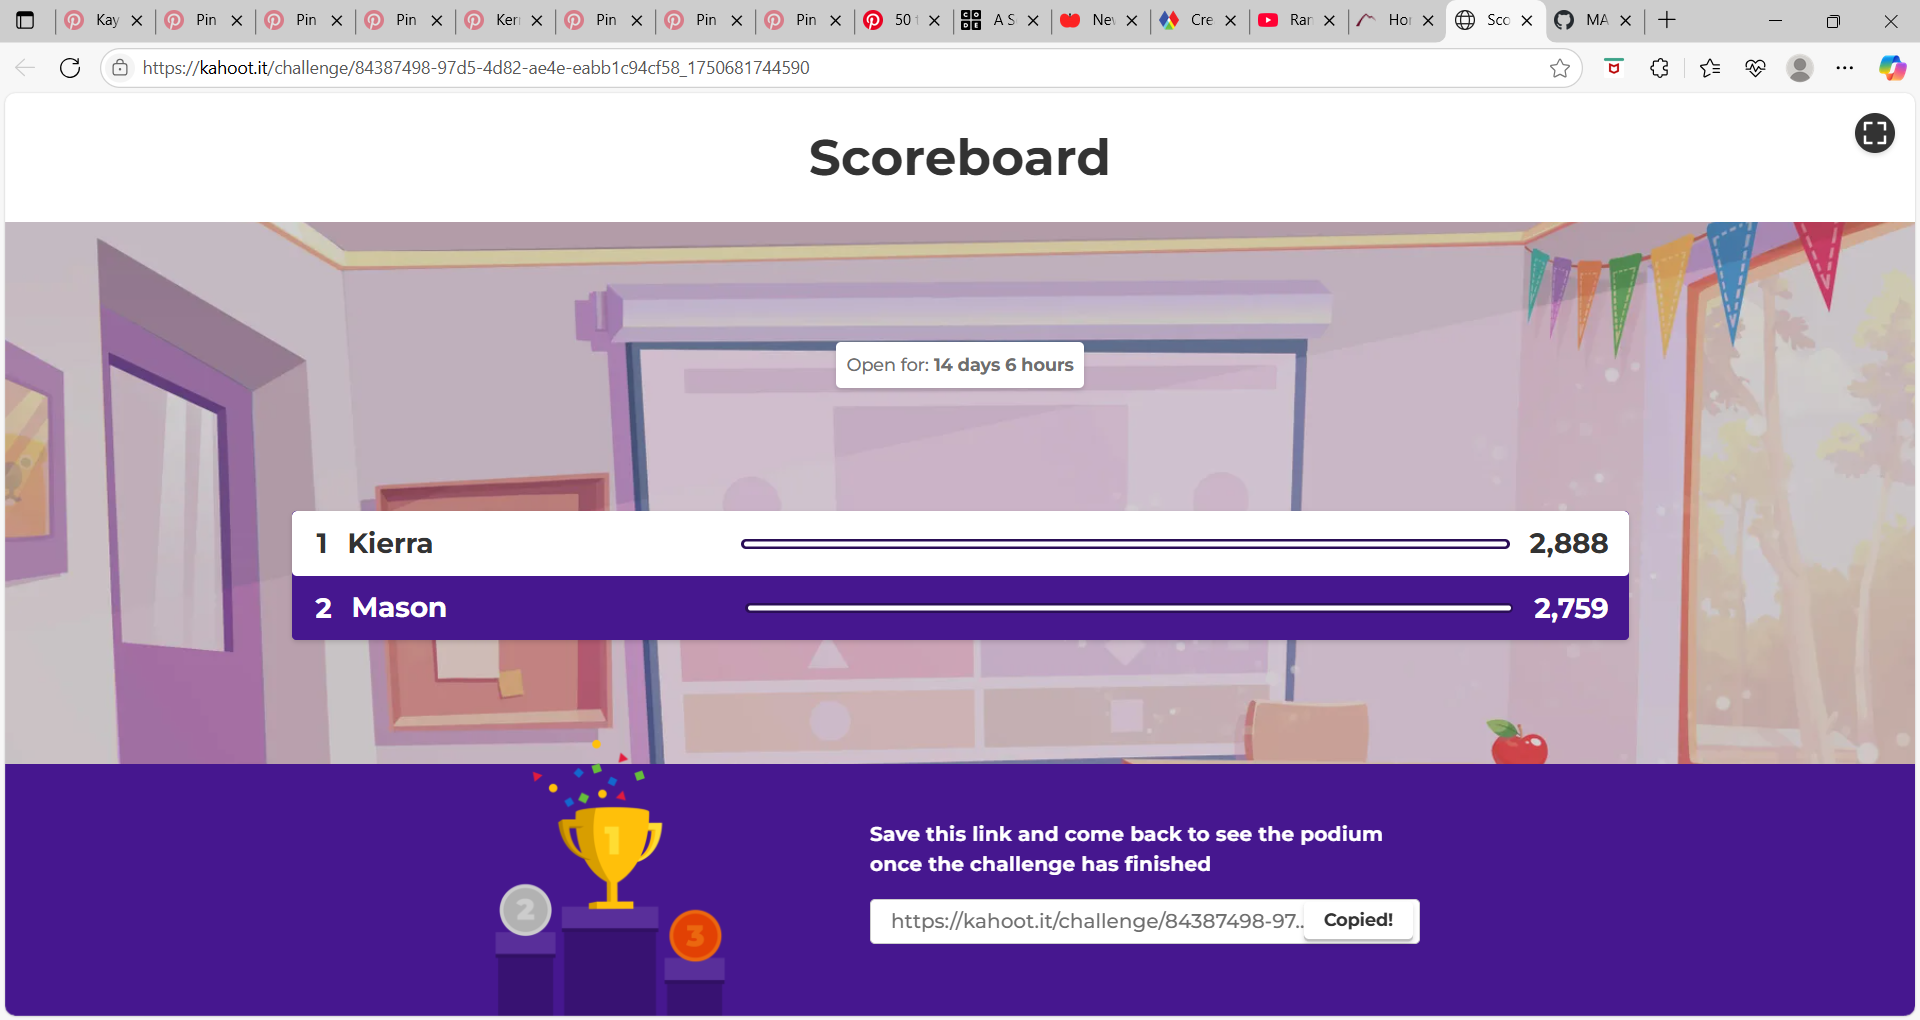 Kay
Pin
Pin
Pin
Ker
Pin
Pin
Pin
50 t
A S
Nev
Cre
Ran
Hor
Sco
MA
https://kahoot.it/challenge/84387498-97d5-4d82-ae4e-eabb1c94cf58_1750681744590
Scoreboard
Open for: 14 days 6 hours
1 Kierra 2,888
2 Mason 2,759
1
2
3
Save this link and come back to see the podium
once the challenge has finished
https://kahoot.it/challenge/84387498-97... Copied!